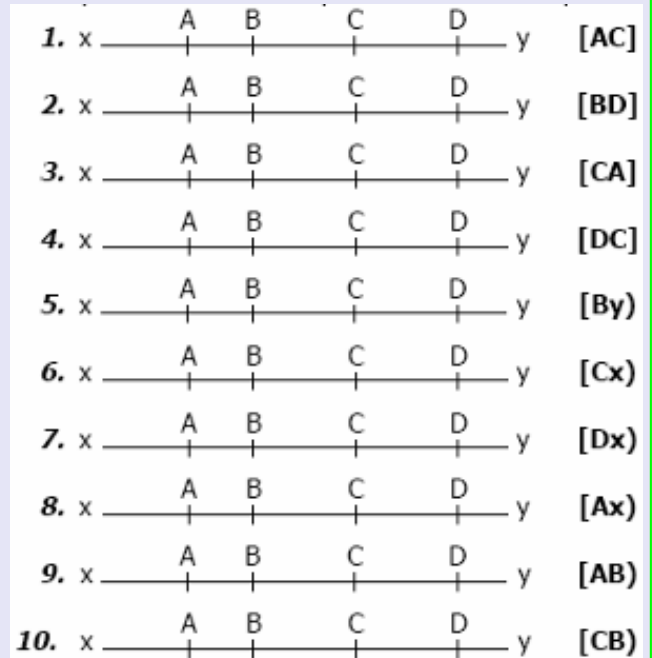 A B C D
1. x y [AC]
A B C D
2. x y [BD]
A B C D
3. x y [CA]
A B C D
4. x y [DC]
A B C D
5. x y [By)
A B C D
6. x y [Cx)
A B C D
7. x y [Dx)
A B C D
8. x y [Ax)
A B C D
9. x y [AB)
A B C D
10. x y [CB)